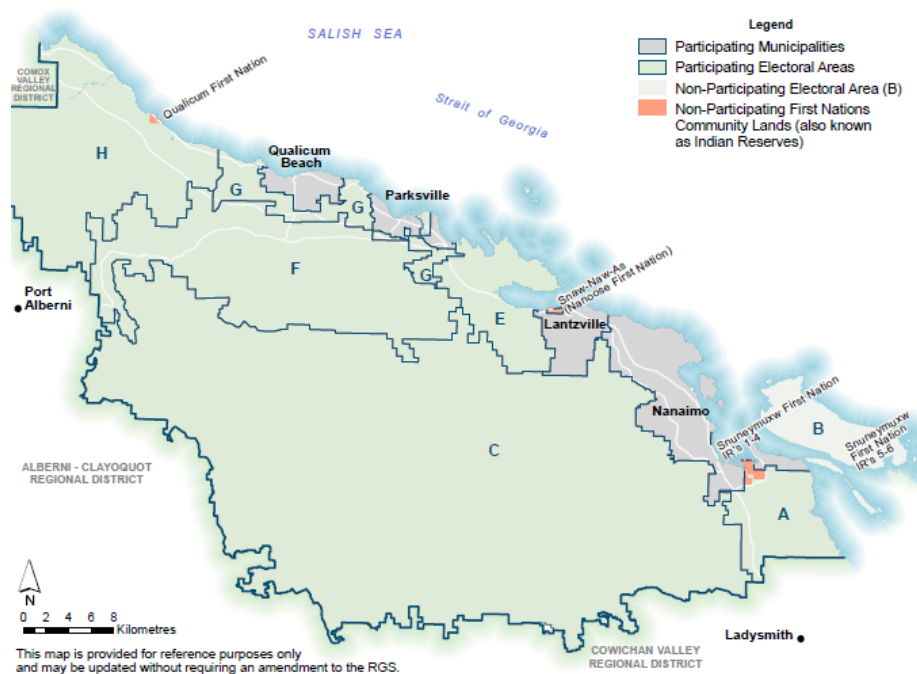 SALISH SEA
Strait of Georgia
Legend
Participating Municipalities
Participating Electoral Areas
Non-Participating Electoral Area (B)
Non-Participating First Nations
Community Lands (also known
as Indian Reserves)
COMOX
VALLEY
REGIONAL
DISTRICT
Qualicum First Nation
H
Qualicum
Beach
G
G
Parksville
F
G
Port
Alberni
E
Snaw-Naw-As
(Nanoose First Nation)
Lantzville
Nanaimo
Snuneymuxw First Nation
IR's 1-4
B
Snuneymuxw
First Nation
IR's 5-6
C
A
ALBERNI - CLAYOQUOT
REGIONAL DISTRICT
N
0 2 4 6 8
Kilometres
Ladysmith
COWICHAN VALLEY
REGIONAL DISTRICT
This map is provided for reference purposes only
and may be updated without requiring an amendment to the RGS.